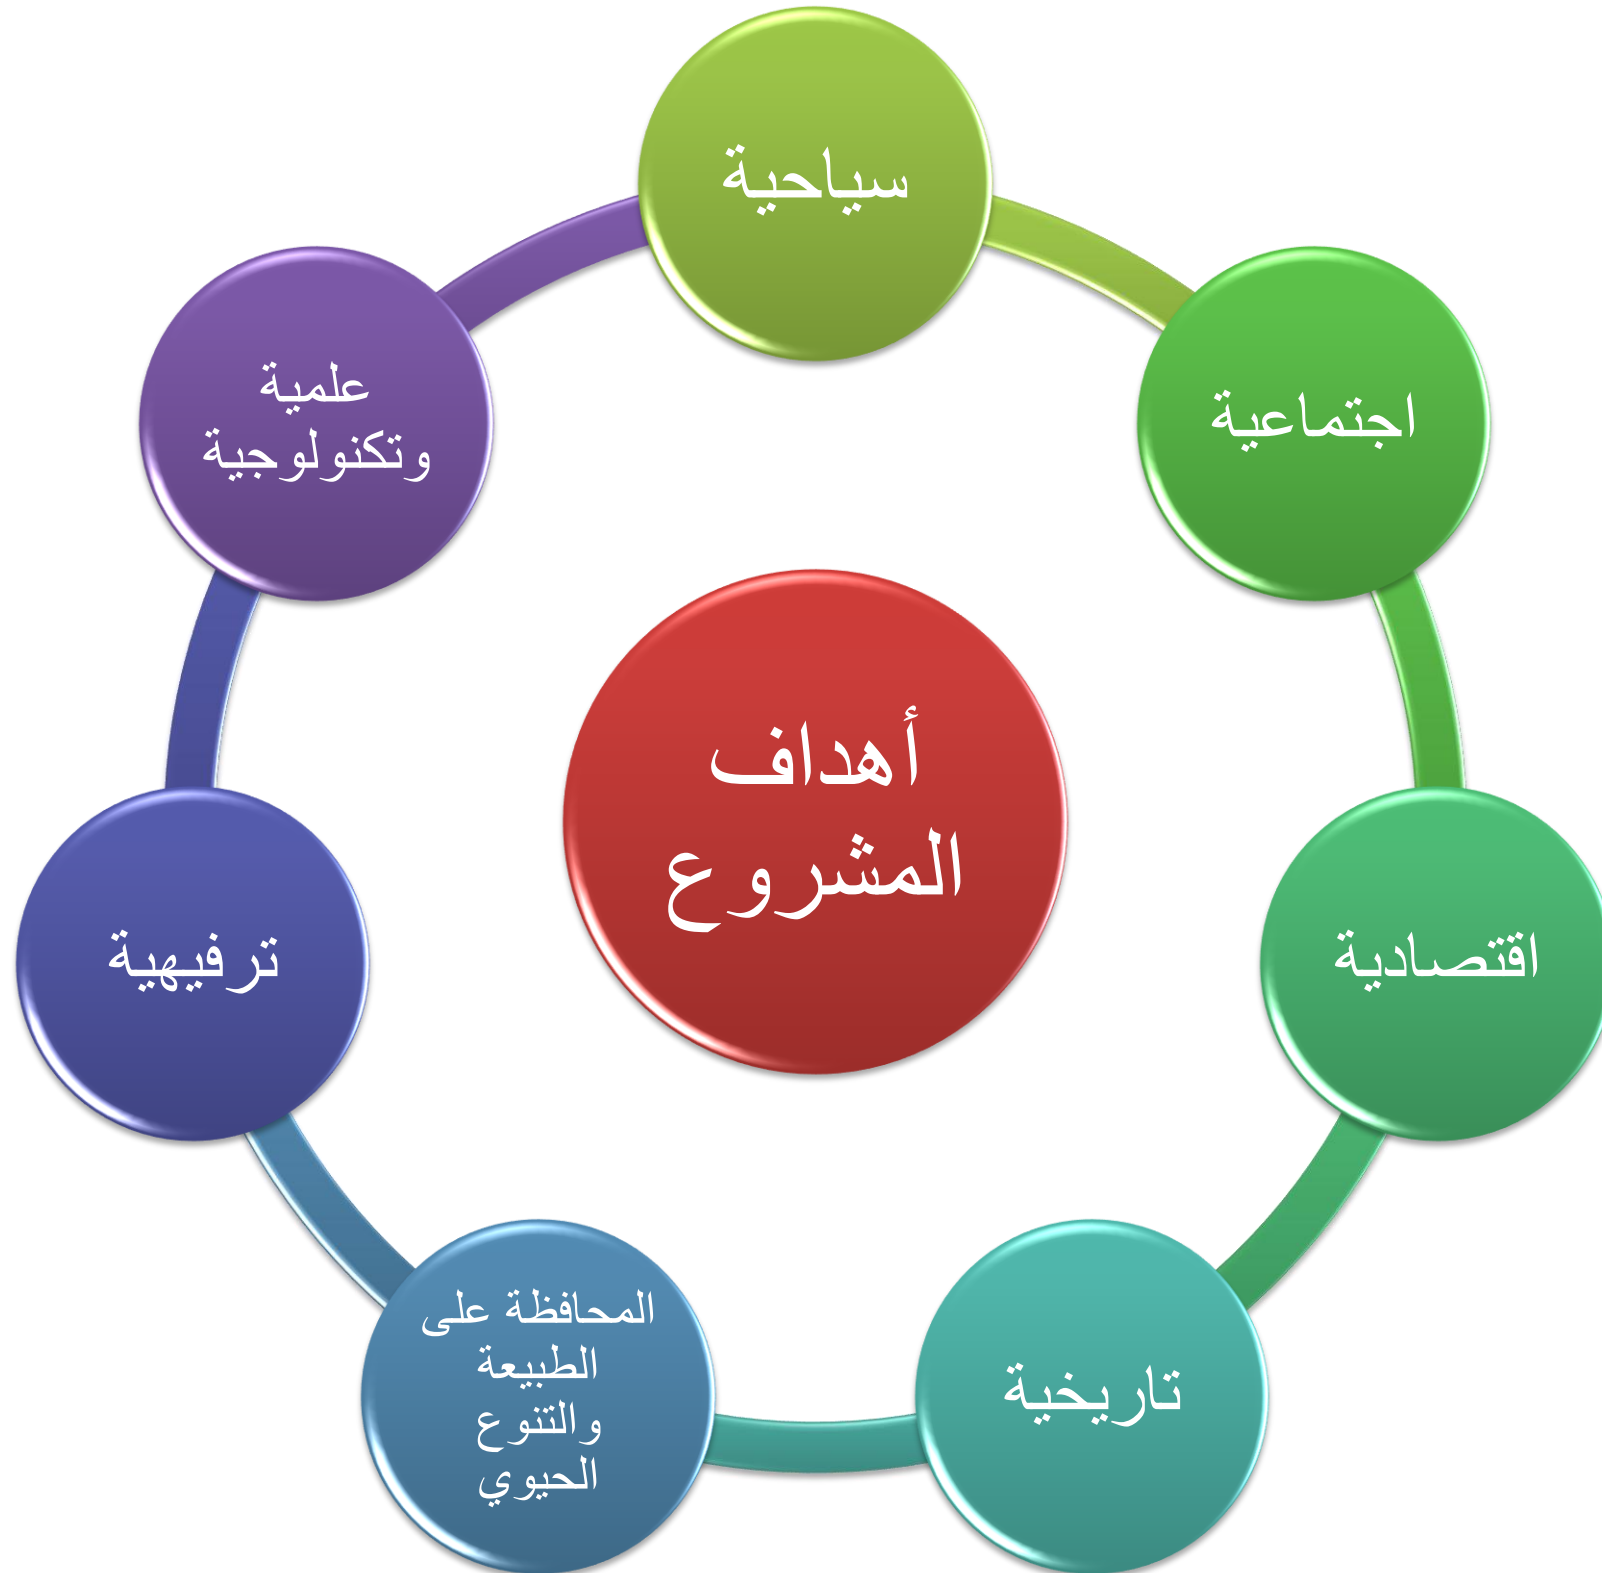 أهداف
المشروع
سياحية
اجتماعية
اقتصادية
تاريخية
المحافظة على
الطبيعة
والتنوع
الحيوي
ترفيهية
علمية
وتكنولوجية